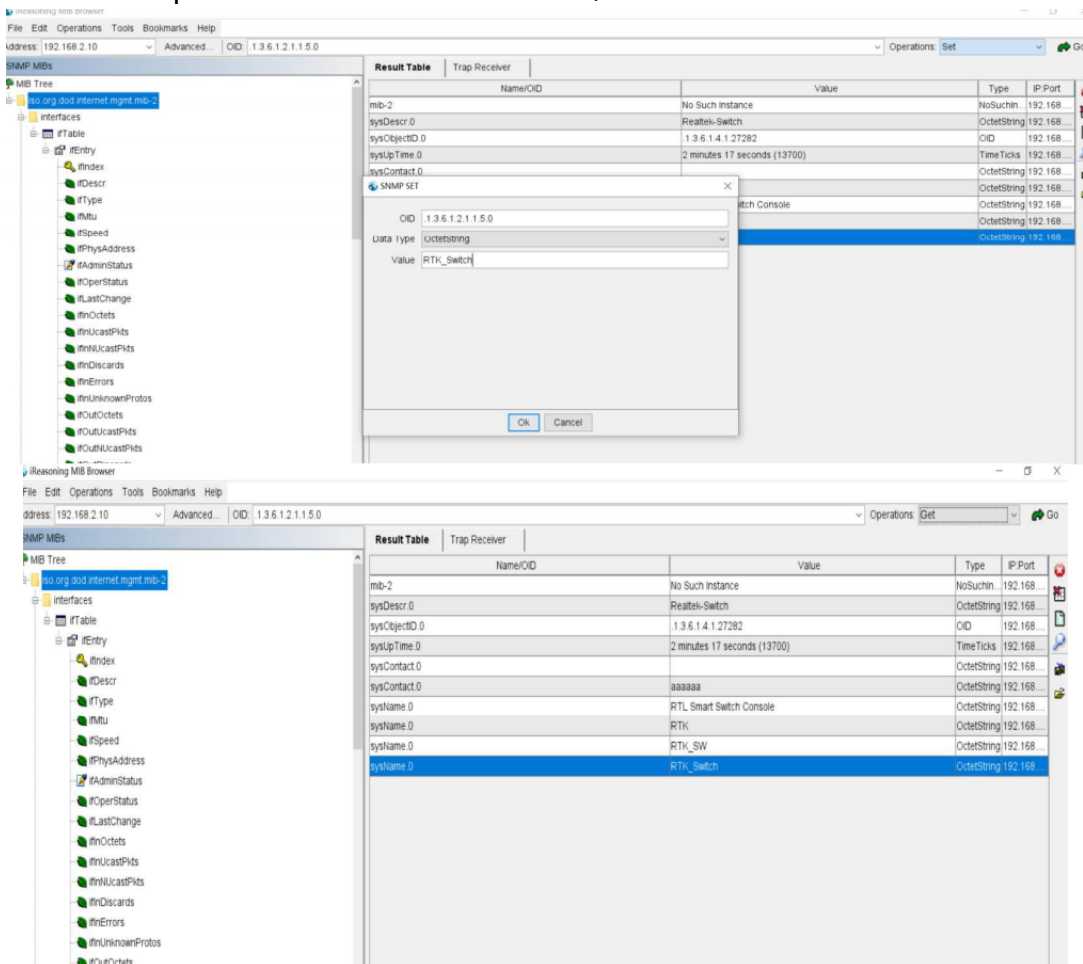 iReasoning MIB Browser
File Edit Operations Tools Bookmarks Help
Address: 192.168.2.10 Advanced... OID: .1.3.6.1.2.1.1.5.0 Operations: Set Go
SNMP MIBs
MIB Tree
iso.org.dod.internet.mgmt.mib-2
interfaces
ifTable
ifEntry
ifIndex
ifDescr
ifType
ifMtu
ifSpeed
ifPhysAddress
ifAdminStatus
ifOperStatus
ifLastChange
ifInOctets
ifInUcastPkts
ifInNUcastPkts
ifInDiscards
ifInErrors
ifInUnknownProtos
ifOutOctets
ifOutUcastPkts
ifOutNUcastPkts
Result Table Trap Receiver
Name/OID Value Type IP:Port
mib-2 No Such Instance NoSuchIn... 192.168....
sysDescr.0 Realtek-Switch OctetString 192.168....
sysObjectID.0 .1.3.6.1.4.1.27282 OID 192.168....
sysUpTime.0 2 minutes 17 seconds (13700) TimeTicks 192.168....
sysContact.0 OctetString 192.168....
OctetString 192.168....
itch Console OctetString 192.168....
OctetString 192.168....
OctetString 192.168....
SNMP SET
OID .1.3.6.1.2.1.1.5.0
Data Type OctetString
Value RTK_Switch
Ok Cancel
iReasoning MIB Browser
File Edit Operations Tools Bookmarks Help
ddress: 192.168.2.10 Advanced... OID: .1.3.6.1.2.1.1.5.0 Operations: Get Go
SNMP MIBs
MIB Tree
iso.org.dod.internet.mgmt.mib-2
interfaces
ifTable
ifEntry
ifIndex
ifDescr
ifType
ifMtu
ifSpeed
ifPhysAddress
ifAdminStatus
ifOperStatus
ifLastChange
ifInOctets
ifInUcastPkts
ifInNUcastPkts
ifInDiscards
ifInErrors
ifInUnknownProtos
ifOutOctets
Result Table Trap Receiver
Name/OID Value Type IP:Port
mib-2 No Such Instance NoSuchIn... 192.168....
sysDescr.0 Realtek-Switch OctetString 192.168....
sysObjectID.0 .1.3.6.1.4.1.27282 OID 192.168....
sysUpTime.0 2 minutes 17 seconds (13700) TimeTicks 192.168....
sysContact.0 OctetString 192.168....
sysContact.0 aaaaaa OctetString 192.168....
sysName.0 RTL Smart Switch Console OctetString 192.168....
sysName.0 RTK OctetString 192.168....
sysName.0 RTK_SW OctetString 192.168....
sysName.0 RTK_Switch OctetString 192.168....